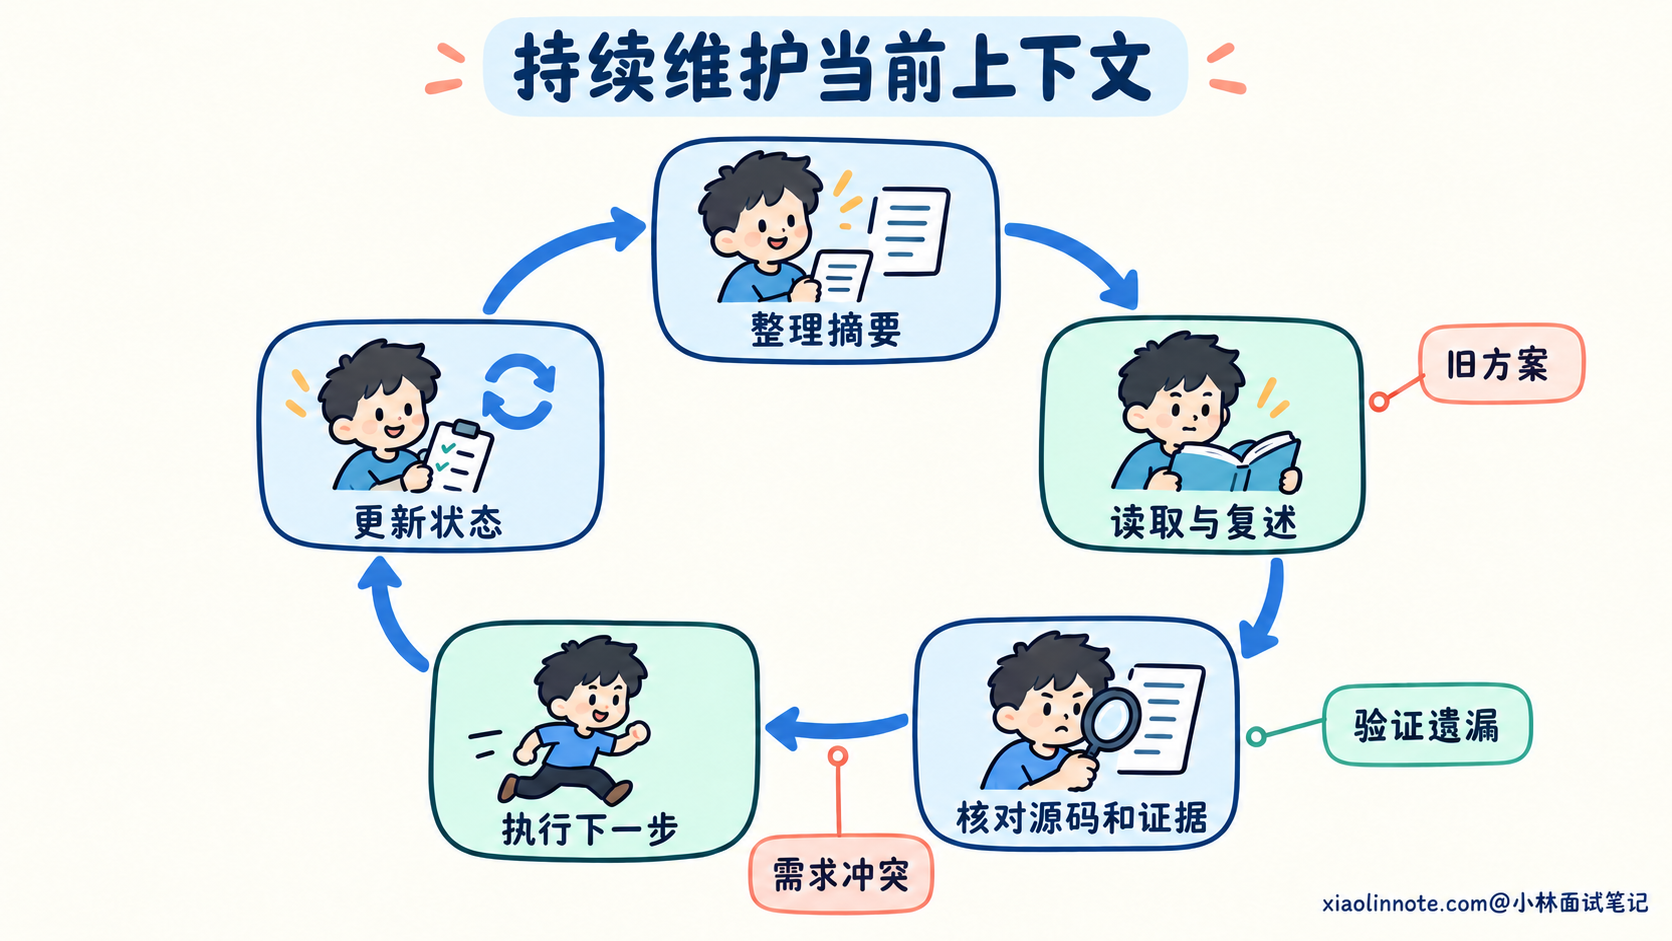 持续维护当前上下文
整理摘要
读取与复述
旧方案
更新状态
核对源码和证据
验证遗漏
执行下一步
需求冲突
xiaolinnote.com@小林面试笔记